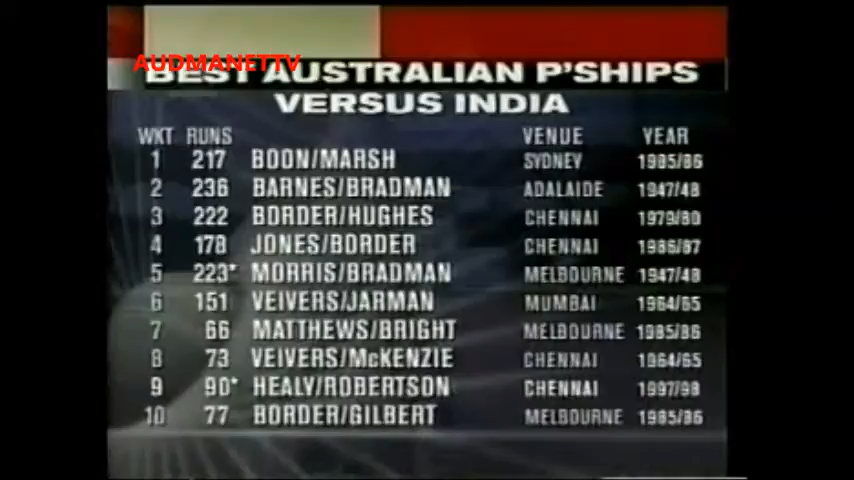 AUDMANETTV
BEST AUSTRALIAN P'SHIPS
VERSUS INDIA
WKT RUNS VENUE YEAR
1 217 BOON/MARSH SYDNEY 1985/86
2 236 BARNES/BRADMAN ADALAIDE 1947/48
3 222 BORDER/HUGHES CHENNAI 1979/80
4 178 JONES/BORDER CHENNAI 1986/87
5 223* MORRIS/BRADMAN MELBOURNE 1947/48
6 151 VEIVERS/JARMAN MUMBAI 1964/65
7 66 MATTHEWS/BRIGHT MELBOURNE 1985/86
8 73 VEIVERS/McKENZIE CHENNAI 1964/65
9 90* HEALY/ROBERTSON CHENNAI 1997/98
10 77 BORDER/GILBERT MELBOURNE 1985/86